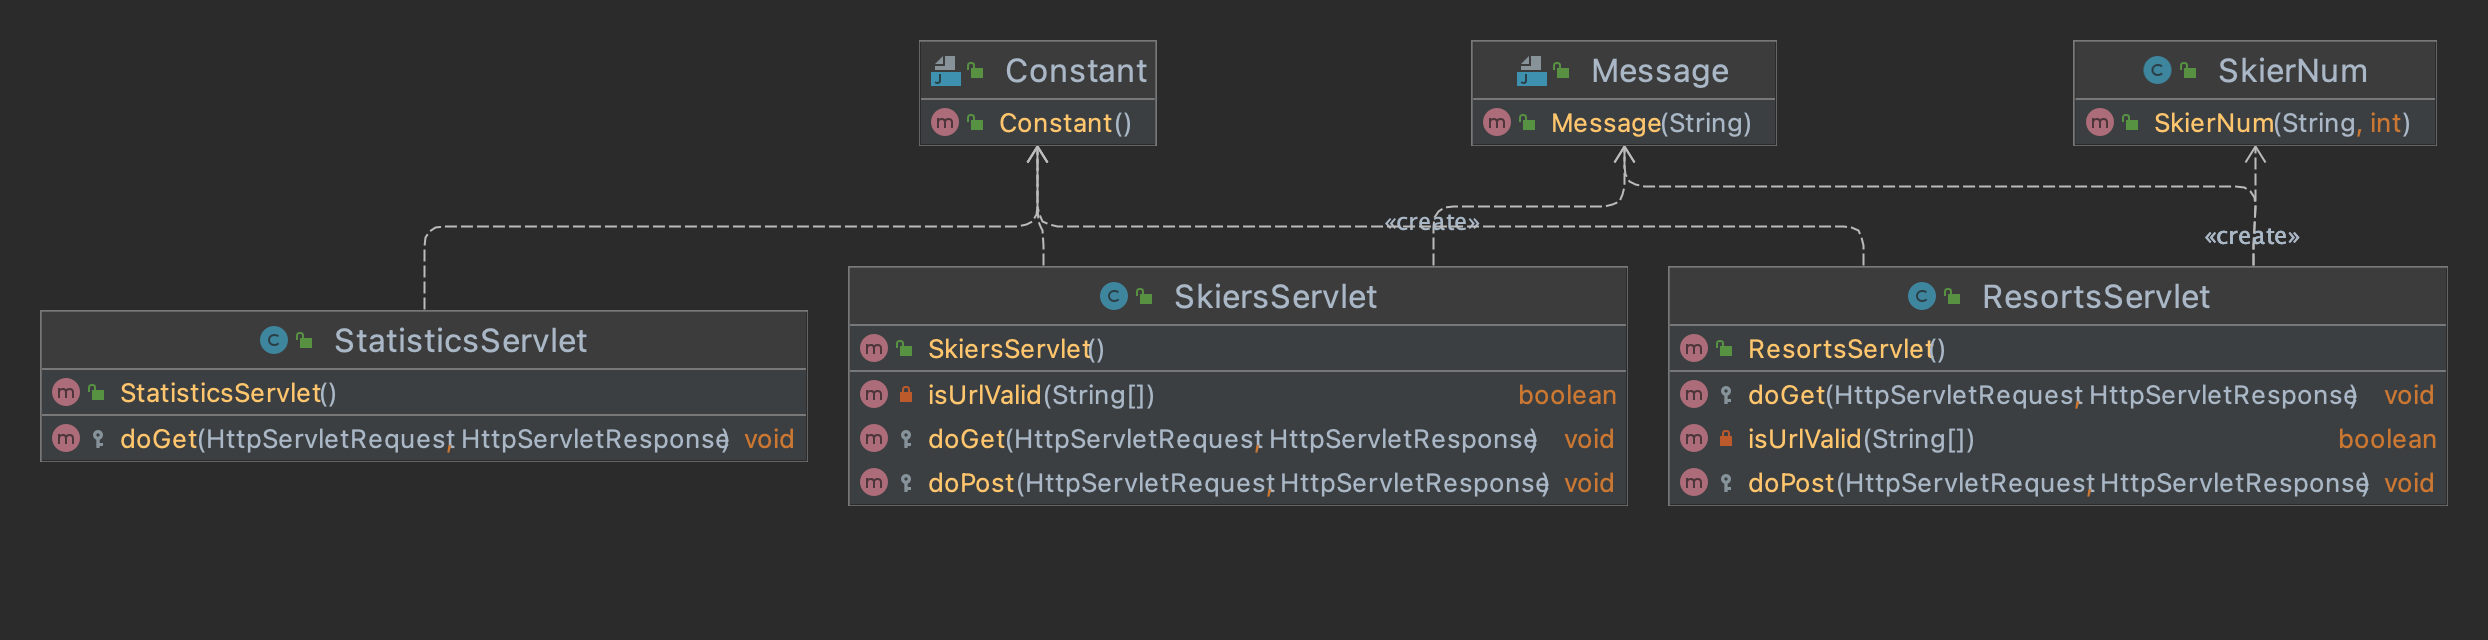 Constant
Constant()
Message
Message(String)
SkierNum
SkierNum(String, int)
«create»
«create»
StatisticsServlet
StatisticsServlet()
doGet(HttpServletRequest, HttpServletResponse) void
SkiersServlet
SkiersServlet()
isUrlValid(String[]) boolean
doGet(HttpServletRequest, HttpServletResponse) void
doPost(HttpServletRequest, HttpServletResponse) void
ResortsServlet
ResortsServlet()
doGet(HttpServletRequest, HttpServletResponse) void
isUrlValid(String[]) boolean
doPost(HttpServletRequest, HttpServletResponse) void